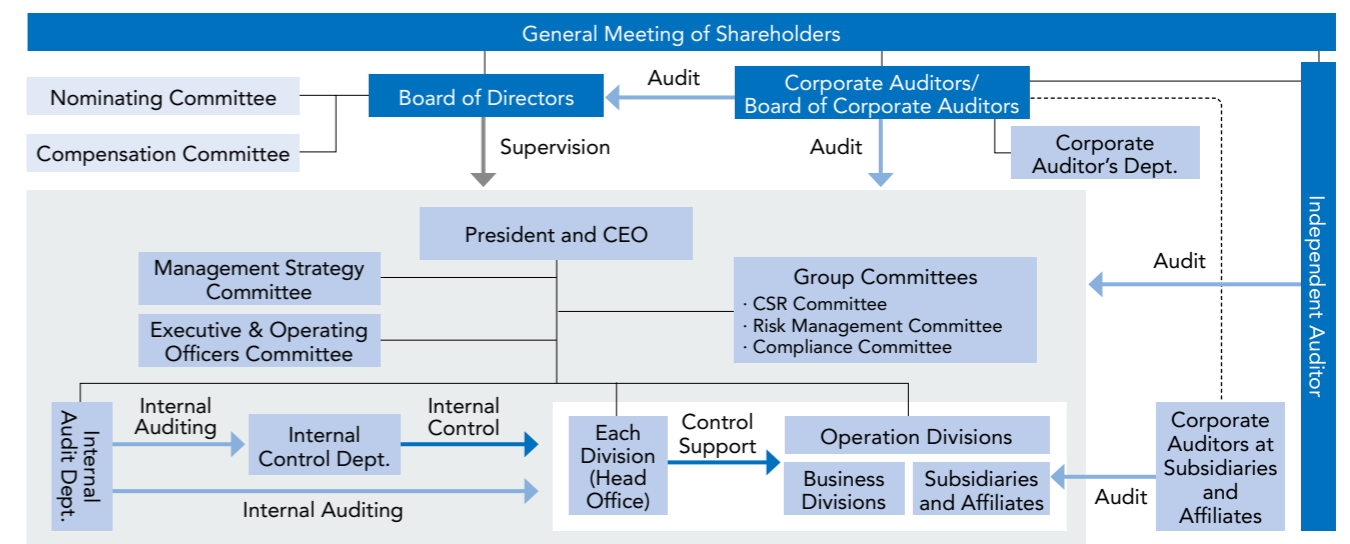 General Meeting of Shareholders
Nominating Committee
Compensation Committee
Board of Directors
Audit
Corporate Auditors/
Board of Corporate Auditors
Supervision
Audit
Corporate
Auditor's Dept.
Independent Auditor
President and CEO
Management Strategy
Committee
Executive & Operating
Officers Committee
Group Committees
· CSR Committee
· Risk Management Committee
· Compliance Committee
Audit
Internal
Audit Dept.
Internal
Auditing
Internal
Control Dept.
Internal
Control
Internal Auditing
Each
Division
(Head
Office)
Control
Support
Operation Divisions
Business
Divisions
Subsidiaries
and Affiliates
Audit
Corporate
Auditors at
Subsidiaries
and
Affiliates